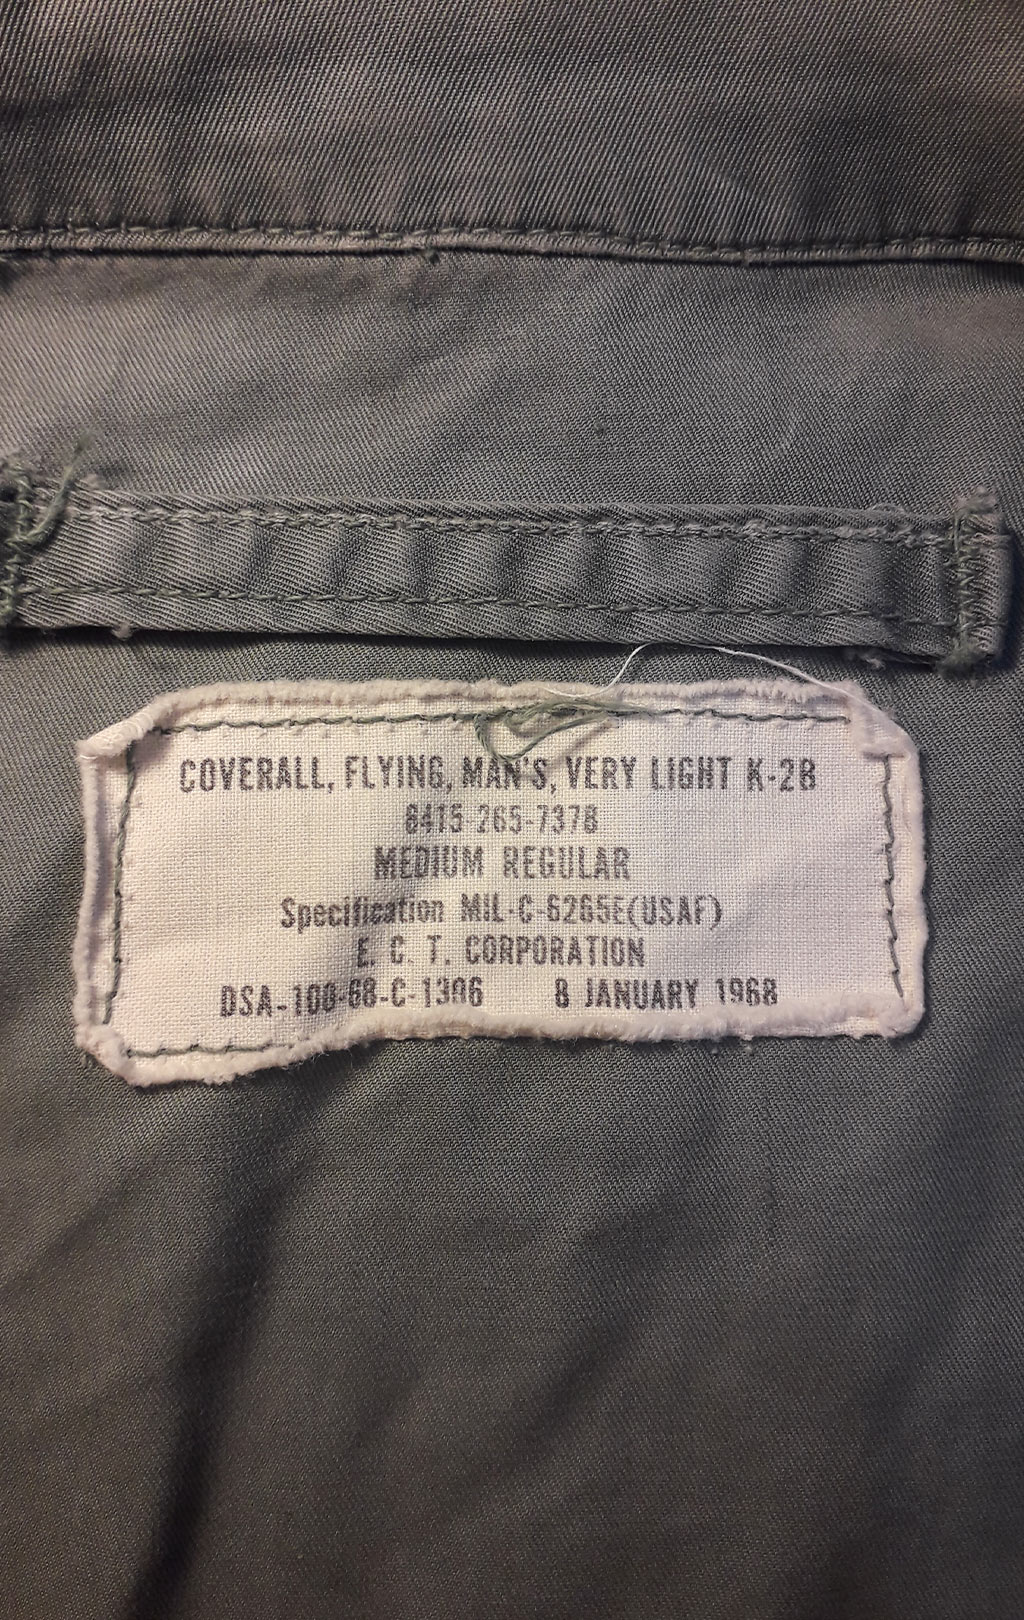 COVERALL, FLYING, MAN'S, VERY LIGHT K-2B
8415-265-7378
MEDIUM REGULAR
Specification MIL-C-6265E(USAF)
E. C. T. CORPORATION
DSA-100-68-C-1306 8 JANUARY 1968